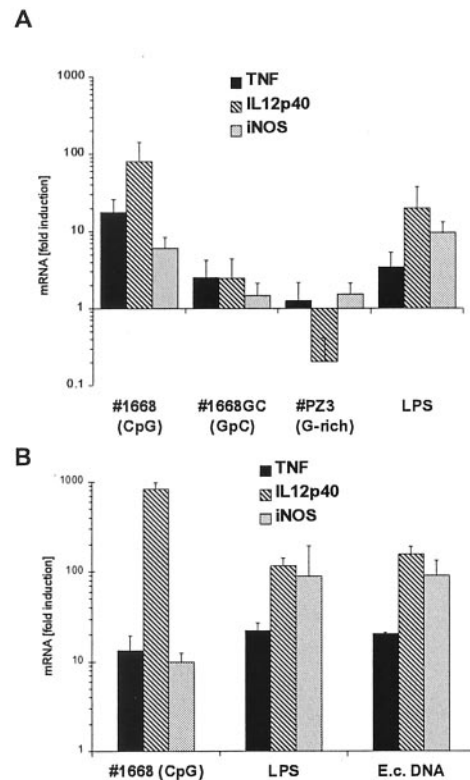 A
TNF
IL12p40
iNOS
mRNA [fold induction]
1000
100
10
1
0.1
#1668 #1668GC #PZ3 LPS
(CpG) (GpC) (G-rich)
B
TNF
IL12p40
iNOS
mRNA [fold induction]
1000
100
10
1
#1668 (CpG) LPS E.c. DNA